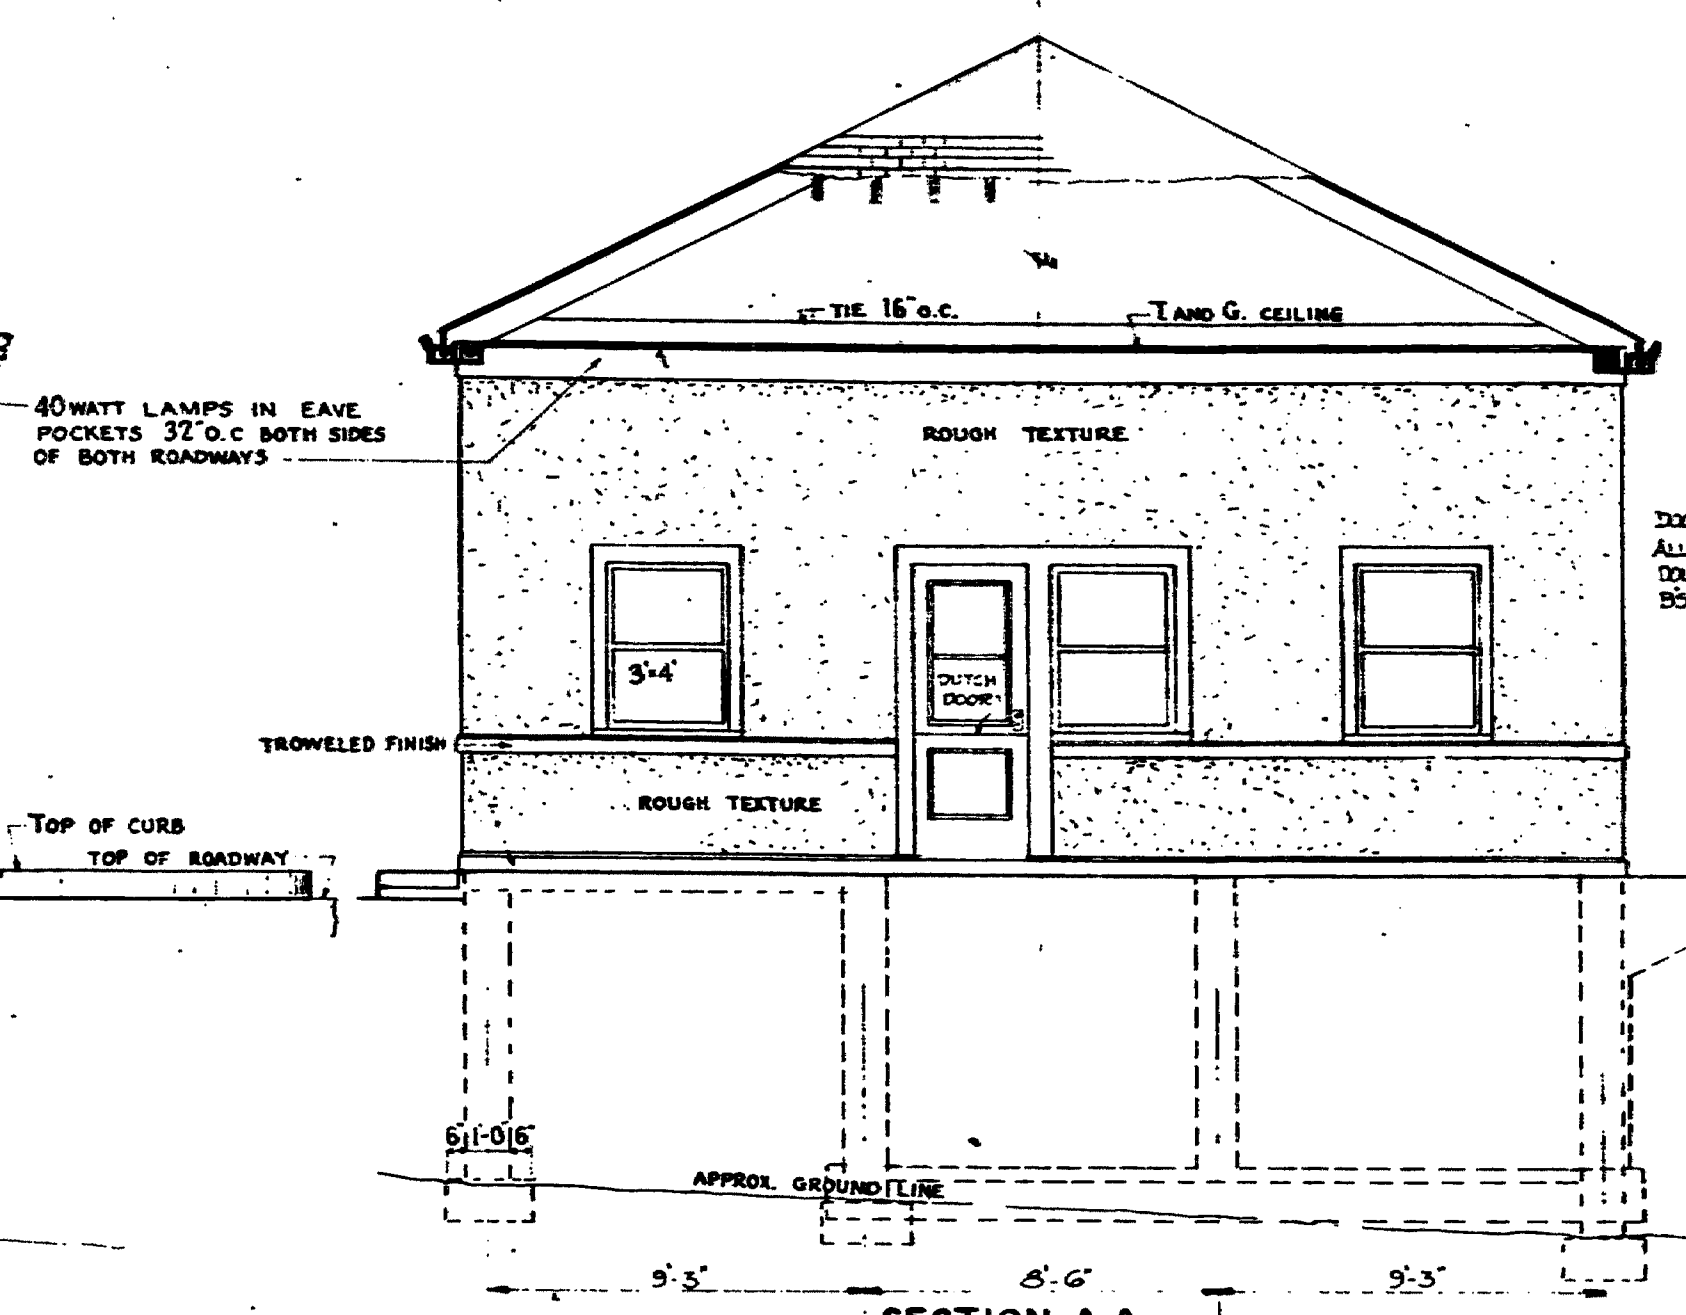 TIE 16" O.C.
T AND G. CEILING
40 WATT LAMPS IN EAVE
POCKETS 32" O.C BOTH SIDES
OF BOTH ROADWAYS
ROUGH TEXTURE
3'×4'
DUTCH
DOOR
TROWELED FINISH
ROUGH TEXTURE
TOP OF CURB
TOP OF ROADWAY
6" 1'-0" 6"
APPROX. GROUND LINE
9'-3" 8'-6" 9'-3"
SECTION A-A